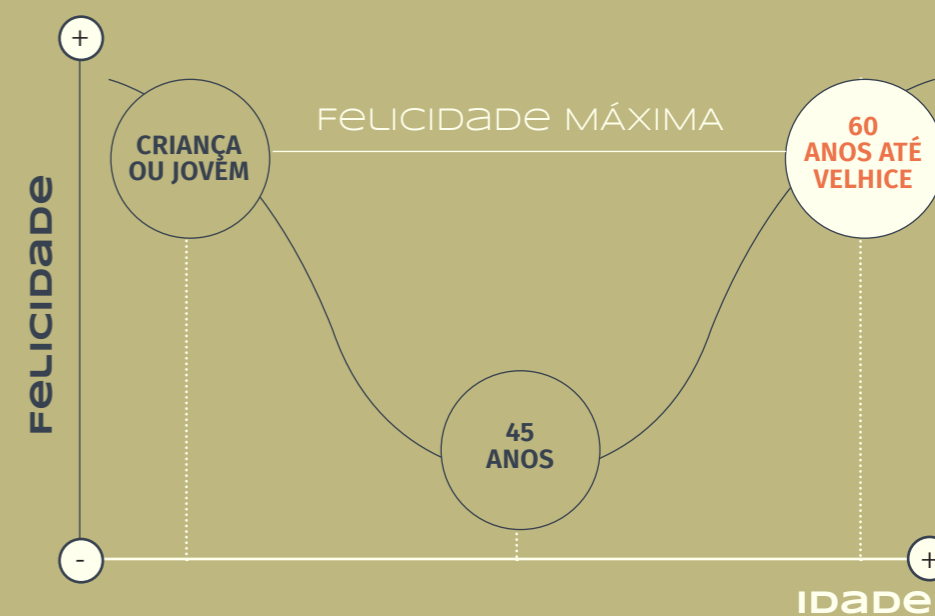 +
FELICIDADE MÁXIMA
CRIANÇA
OU JOVEM
60
ANOS ATÉ
VELHICE
FELICIDADE
45
ANOS
-
+
IDADE